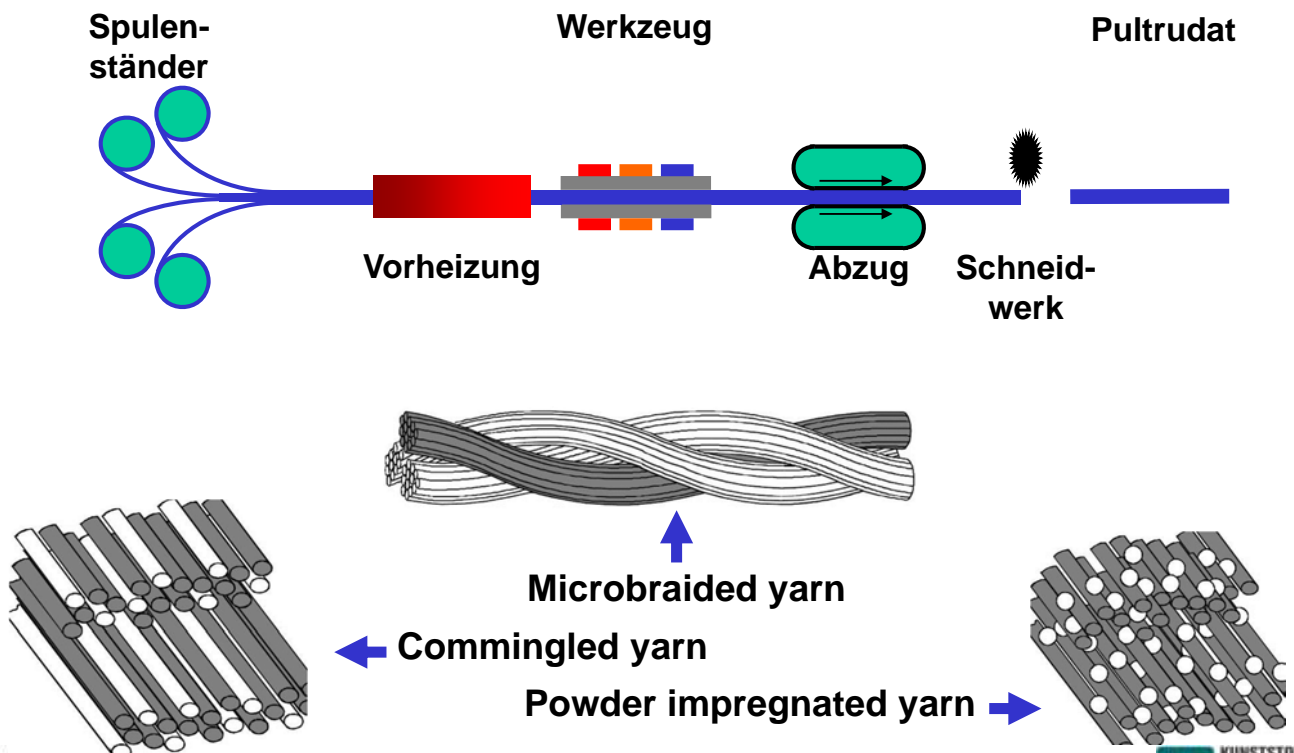 Spulen-
ständer
Werkzeug
Pultrudat
Vorheizung
Abzug
Schneid-
werk
Microbraided yarn
Commingled yarn
Powder impregnated yarn